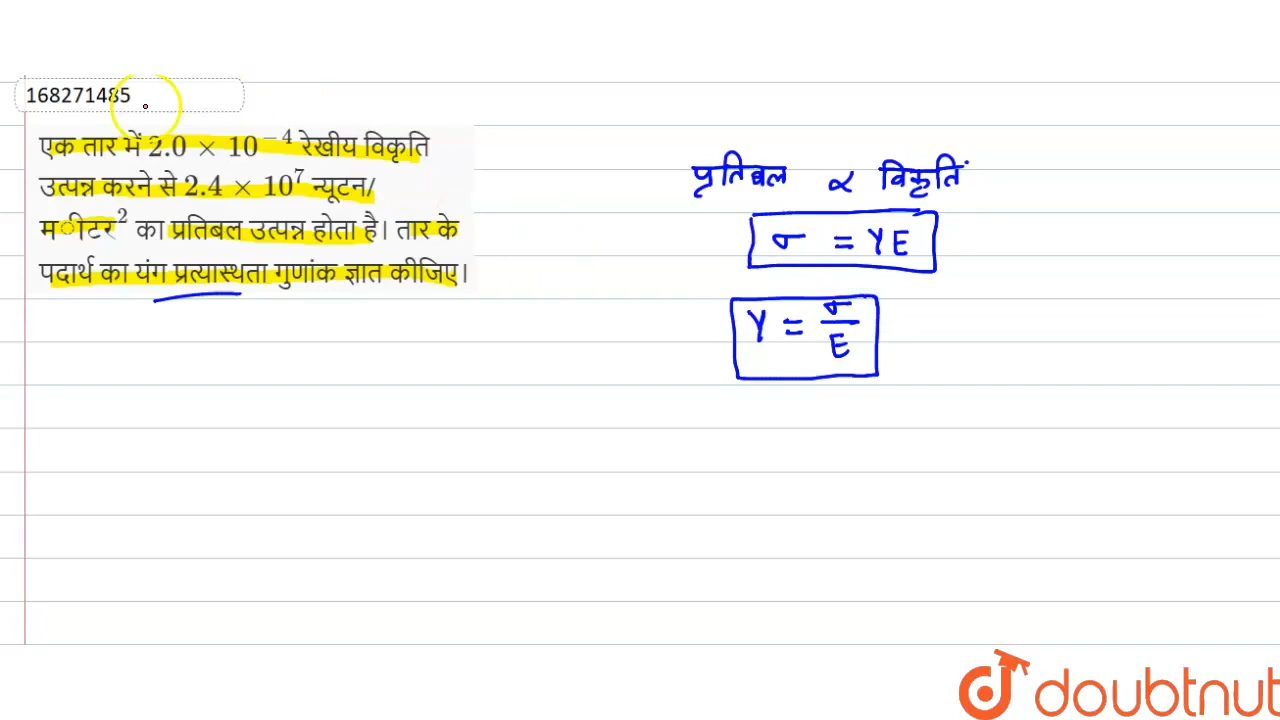 168271485
एक तार में 2.0 × 10⁻⁴ रेखीय विकृति
उत्पन्न करने से 2.4 × 10⁷ न्यूटन/
म◌ीटर² का प्रतिबल उत्पन्न होता है। तार के
पदार्थ का यंग प्रत्यास्थता गुणांक ज्ञात कीजिए।
प्रतिबल ∝ विकृति
σ = YE
Y = σ/E
doubtnut